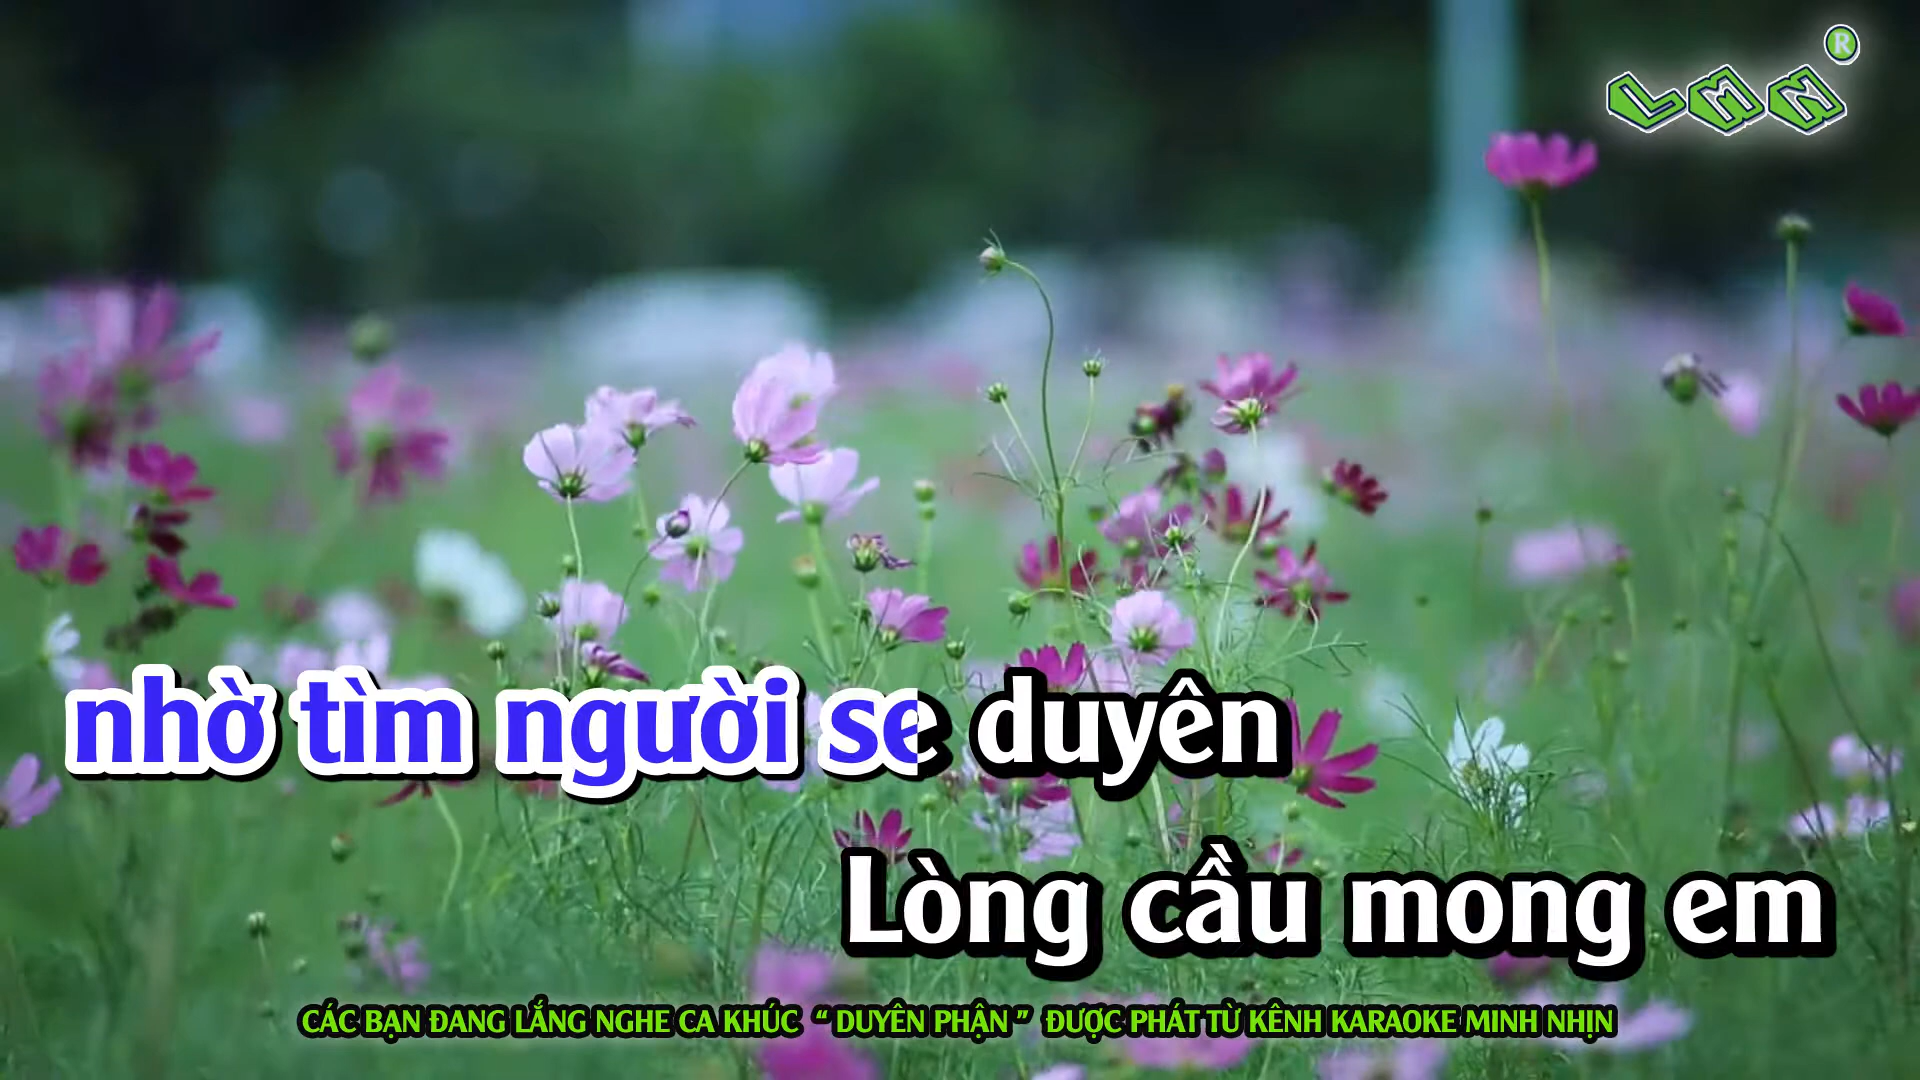 LMN ®
nhờ tìm người se duyên
Lòng cầu mong em
CÁC BẠN ĐANG LẮNG NGHE CA KHÚC “ DUYÊN PHẬN ” ĐƯỢC PHÁT TỪ KÊNH KARAOKE MINH NHỊN